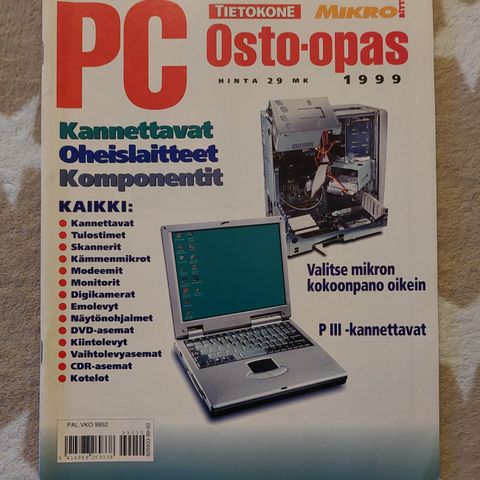 PC
TIETOKONE
MIKRO
BITTI
Osto-opas
HINTA 29 MK 1999
Kannettavat
Oheislaitteet
Komponentit
KAIKKI:
Kannettavat
Tulostimet
Skannerit
Kämmenmikrot
Modeemit
Monitorit
Digikamerat
Emolevyt
Näytönohjaimet
DVD-asemat
Kiintolevyt
Vaihtolevyasemat
CDR-asemat
Kotelot
Valitse mikron
kokoonpano oikein
P III -kannettavat
PAL.VKO 9952